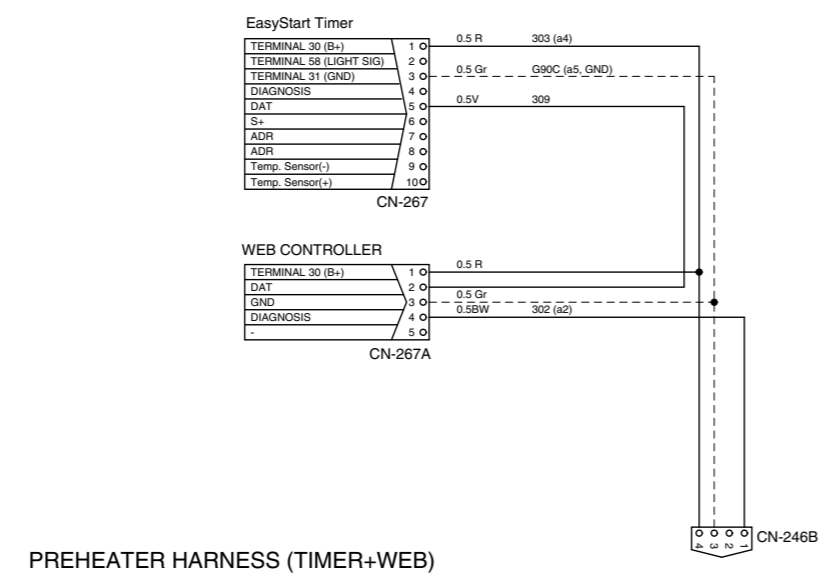 EasyStart Timer
TERMINAL 30 (B+) 1 0.5 R 303 (a4)
TERMINAL 58 (LIGHT SIG) 2
TERMINAL 31 (GND) 3 0.5 Gr G90C (a5, GND)
DIAGNOSIS 4
DAT 5 0.5V 309
S+ 6
ADR 7
ADR 8
Temp. Sensor(-) 9
Temp. Sensor(+) 10
CN-267
WEB CONTROLLER
TERMINAL 30 (B+) 1 0.5 R
DAT 2
GND 3 0.5 Gr
DIAGNOSIS 4 0.5BW 302 (a2)
- 5
CN-267A
4 3 2 1 CN-246B
PREHEATER HARNESS (TIMER+WEB)